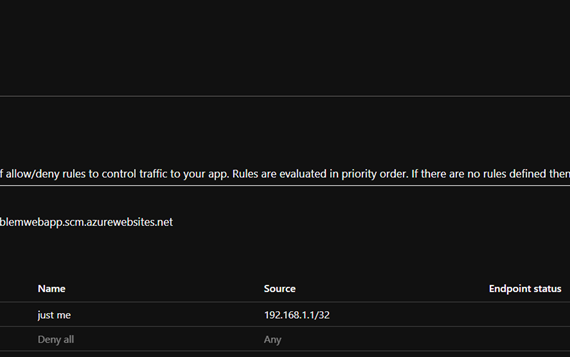 f allow/deny rules to control traffic to your app. Rules are evaluated in priority order. If there are no rules defined then
blemwebapp.scm.azurewebsites.net
Name Source Endpoint status
just me 192.168.1.1/32
Deny all Any